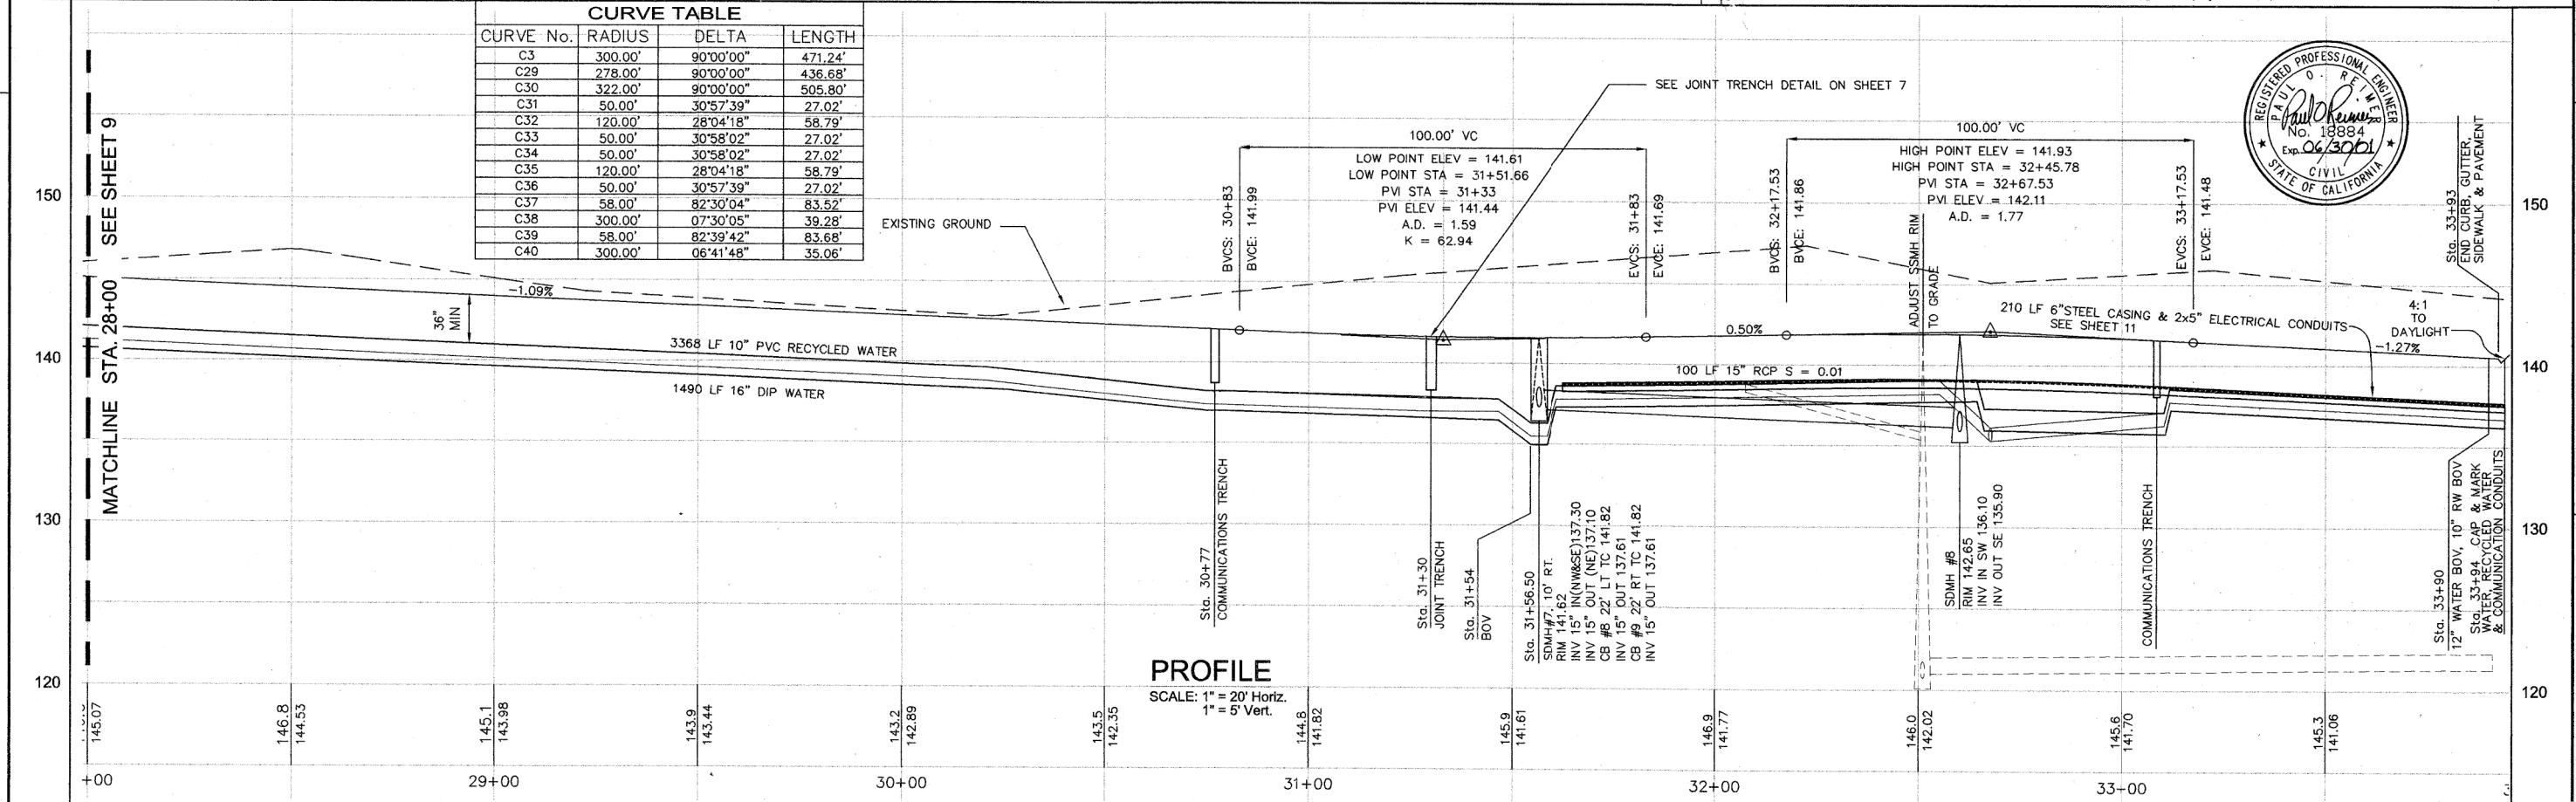 CURVE TABLE
CURVE No. RADIUS DELTA LENGTH
C3 300.00' 90°00'00" 471.24'
C29 278.00' 90°00'00" 436.68'
C30 322.00' 90°00'00" 505.80'
C31 50.00' 30°57'39" 27.02'
C32 120.00' 28°04'18" 58.79'
C33 50.00' 30°58'02" 27.02'
C34 50.00' 30°58'02" 27.02'
C35 120.00' 28°04'18" 58.79'
C36 50.00' 30°57'39" 27.02'
C37 58.00' 82°30'04" 83.52'
C38 300.00' 07°30'05" 39.28'
C39 58.00' 82°39'42" 83.68'
C40 300.00' 06°41'48" 35.06'
MATCHLINE STA. 28+00 SEE SHEET 9
150
140
130
120
EXISTING GROUND
-1.09%
36"
MIN
3368 LF 10" PVC RECYCLED WATER
1490 LF 16" DIP WATER
SEE JOINT TRENCH DETAIL ON SHEET 7
100.00' VC
LOW POINT ELEV = 141.61
LOW POINT STA = 31+51.66
PVI STA = 31+33
PVI ELEV = 141.44
A.D. = 1.59
K = 62.94
BVCS: 30+83
BVCE: 141.99
EVCS: 31+83
EVCE: 141.69
100.00' VC
HIGH POINT ELEV = 141.93
HIGH POINT STA = 32+45.78
PVI STA = 32+67.53
PVI ELEV = 142.11
A.D. = 1.77
BVCS: 32+17.53
BVCE: 141.86
EVCS: 33+17.53
EVCE: 141.48
ADJUST SSMH RIM
TO GRADE
REGISTERED PROFESSIONAL ENGINEER
PAUL O. REIMER
No. 18884
Exp. 06/30/01
CIVIL
STATE OF CALIFORNIA
Sta. 33+93
END CURB, GUTTER,
SIDEWALK & PAVEMENT
210 LF 6"STEEL CASING & 2x5" ELECTRICAL CONDUITS
SEE SHEET 11
4:1
TO
DAYLIGHT
-1.27%
0.50%
100 LF 15" RCP S = 0.01
Sta. 30+77
COMMUNICATIONS TRENCH
Sta. 31+30
JOINT TRENCH
Sta. 31+54
BOV
Sta. 31+56.50
SDMH#7, 10' RT.
RIM 141.62
INV 15" IN(NW&SE)137.30
INV 15" OUT (NE)137.10
CB #8 22' LT TC 141.82
INV 15" OUT 137.61
CB #9 22' RT TC 141.82
INV 15" OUT 137.61
SDMH #8
RIM 142.65
INV IN SW 136.10
INV OUT SE 135.90
COMMUNICATIONS TRENCH
Sta. 33+90
12" WATER BOV, 10" RW BOV
Sta. 33+94 CAP & MARK
WATER, RECYCLED WATER
& COMMUNICATION CONDUITS
150
140
130
120
PROFILE
SCALE: 1" = 20' Horiz.
1" = 5' Vert.
145.07
146.8
144.53
145.1
143.98
143.9
143.44
143.2
142.89
143.5
142.35
144.8
141.82
145.9
141.61
146.9
141.77
146.0
142.02
145.6
141.70
145.3
141.06
+00
29+00
30+00
31+00
32+00
33+00